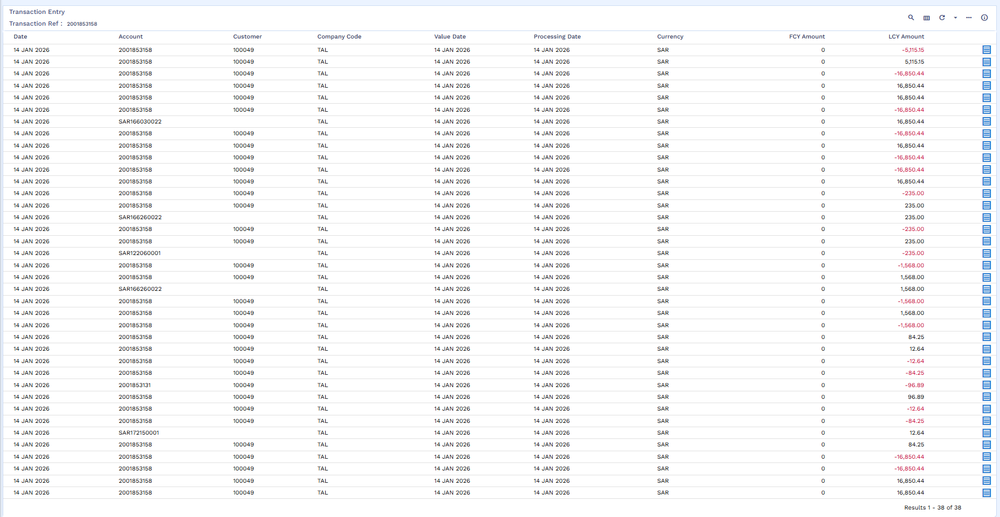 Transaction Entry
Transaction Ref : 2001853158
Date Account Customer Company Code Value Date Processing Date Currency FCY Amount LCY Amount
14 JAN 2026 2001853158 100049 TAL 14 JAN 2026 14 JAN 2026 SAR 0 -5,115.15
14 JAN 2026 2001853158 100049 TAL 14 JAN 2026 14 JAN 2026 SAR 0 5,115.15
14 JAN 2026 2001853158 100049 TAL 14 JAN 2026 14 JAN 2026 SAR 0 -16,850.44
14 JAN 2026 2001853158 100049 TAL 14 JAN 2026 14 JAN 2026 SAR 0 16,850.44
14 JAN 2026 2001853158 100049 TAL 14 JAN 2026 14 JAN 2026 SAR 0 16,850.44
14 JAN 2026 2001853158 100049 TAL 14 JAN 2026 14 JAN 2026 SAR 0 -16,850.44
14 JAN 2026 SAR166030022 TAL 14 JAN 2026 14 JAN 2026 SAR 0 16,850.44
14 JAN 2026 2001853158 100049 TAL 14 JAN 2026 14 JAN 2026 SAR 0 -16,850.44
14 JAN 2026 2001853158 100049 TAL 14 JAN 2026 14 JAN 2026 SAR 0 16,850.44
14 JAN 2026 2001853158 100049 TAL 14 JAN 2026 14 JAN 2026 SAR 0 -16,850.44
14 JAN 2026 2001853158 100049 TAL 14 JAN 2026 14 JAN 2026 SAR 0 -16,850.44
14 JAN 2026 2001853158 100049 TAL 14 JAN 2026 14 JAN 2026 SAR 0 16,850.44
14 JAN 2026 2001853158 100049 TAL 14 JAN 2026 14 JAN 2026 SAR 0 -235.00
14 JAN 2026 2001853158 100049 TAL 14 JAN 2026 14 JAN 2026 SAR 0 235.00
14 JAN 2026 SAR166260022 TAL 14 JAN 2026 14 JAN 2026 SAR 0 235.00
14 JAN 2026 2001853158 100049 TAL 14 JAN 2026 14 JAN 2026 SAR 0 -235.00
14 JAN 2026 2001853158 100049 TAL 14 JAN 2026 14 JAN 2026 SAR 0 235.00
14 JAN 2026 SAR122060001 TAL 14 JAN 2026 14 JAN 2026 SAR 0 -235.00
14 JAN 2026 2001853158 100049 TAL 14 JAN 2026 14 JAN 2026 SAR 0 -1,568.00
14 JAN 2026 2001853158 100049 TAL 14 JAN 2026 14 JAN 2026 SAR 0 1,568.00
14 JAN 2026 SAR166260022 TAL 14 JAN 2026 14 JAN 2026 SAR 0 1,568.00
14 JAN 2026 2001853158 100049 TAL 14 JAN 2026 14 JAN 2026 SAR 0 -1,568.00
14 JAN 2026 2001853158 100049 TAL 14 JAN 2026 14 JAN 2026 SAR 0 1,568.00
14 JAN 2026 2001853158 100049 TAL 14 JAN 2026 14 JAN 2026 SAR 0 -1,568.00
14 JAN 2026 2001853158 100049 TAL 14 JAN 2026 14 JAN 2026 SAR 0 84.25
14 JAN 2026 2001853158 100049 TAL 14 JAN 2026 14 JAN 2026 SAR 0 12.64
14 JAN 2026 2001853158 100049 TAL 14 JAN 2026 14 JAN 2026 SAR 0 -12.64
14 JAN 2026 2001853158 100049 TAL 14 JAN 2026 14 JAN 2026 SAR 0 -84.25
14 JAN 2026 2001853131 100049 TAL 14 JAN 2026 14 JAN 2026 SAR 0 -96.89
14 JAN 2026 2001853158 100049 TAL 14 JAN 2026 14 JAN 2026 SAR 0 96.89
14 JAN 2026 2001853158 100049 TAL 14 JAN 2026 14 JAN 2026 SAR 0 -12.64
14 JAN 2026 2001853158 100049 TAL 14 JAN 2026 14 JAN 2026 SAR 0 -84.25
14 JAN 2026 SAR172150001 TAL 14 JAN 2026 14 JAN 2026 SAR 0 12.64
14 JAN 2026 2001853158 100049 TAL 14 JAN 2026 14 JAN 2026 SAR 0 84.25
14 JAN 2026 2001853158 100049 TAL 14 JAN 2026 14 JAN 2026 SAR 0 -16,850.44
14 JAN 2026 2001853158 100049 TAL 14 JAN 2026 14 JAN 2026 SAR 0 -16,850.44
14 JAN 2026 2001853158 100049 TAL 14 JAN 2026 14 JAN 2026 SAR 0 16,850.44
14 JAN 2026 2001853158 100049 TAL 14 JAN 2026 14 JAN 2026 SAR 0 16,850.44
Results 1 - 38 of 38